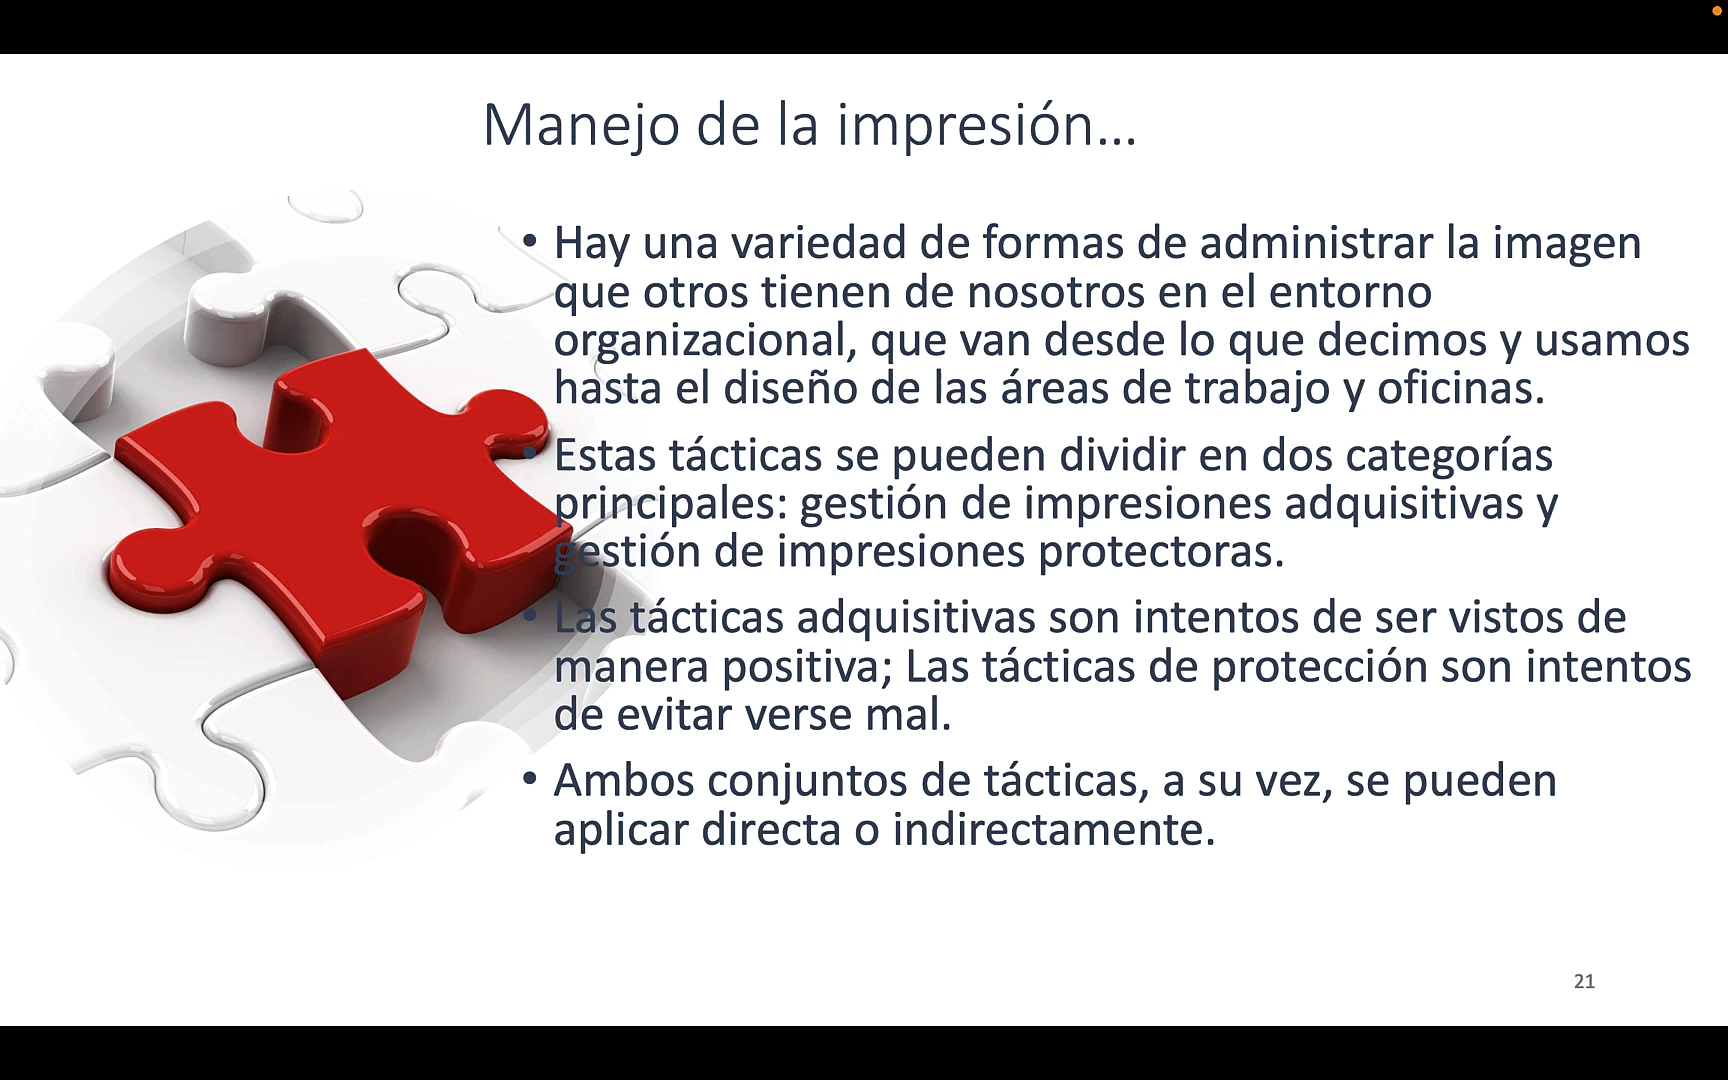 Manejo de la impresión…
• Hay una variedad de formas de administrar la imagen
que otros tienen de nosotros en el entorno
organizacional, que van desde lo que decimos y usamos
hasta el diseño de las áreas de trabajo y oficinas.
• Estas tácticas se pueden dividir en dos categorías
principales: gestión de impresiones adquisitivas y
gestión de impresiones protectoras.
• Las tácticas adquisitivas son intentos de ser vistos de
manera positiva; Las tácticas de protección son intentos
de evitar verse mal.
• Ambos conjuntos de tácticas, a su vez, se pueden
aplicar directa o indirectamente.
21